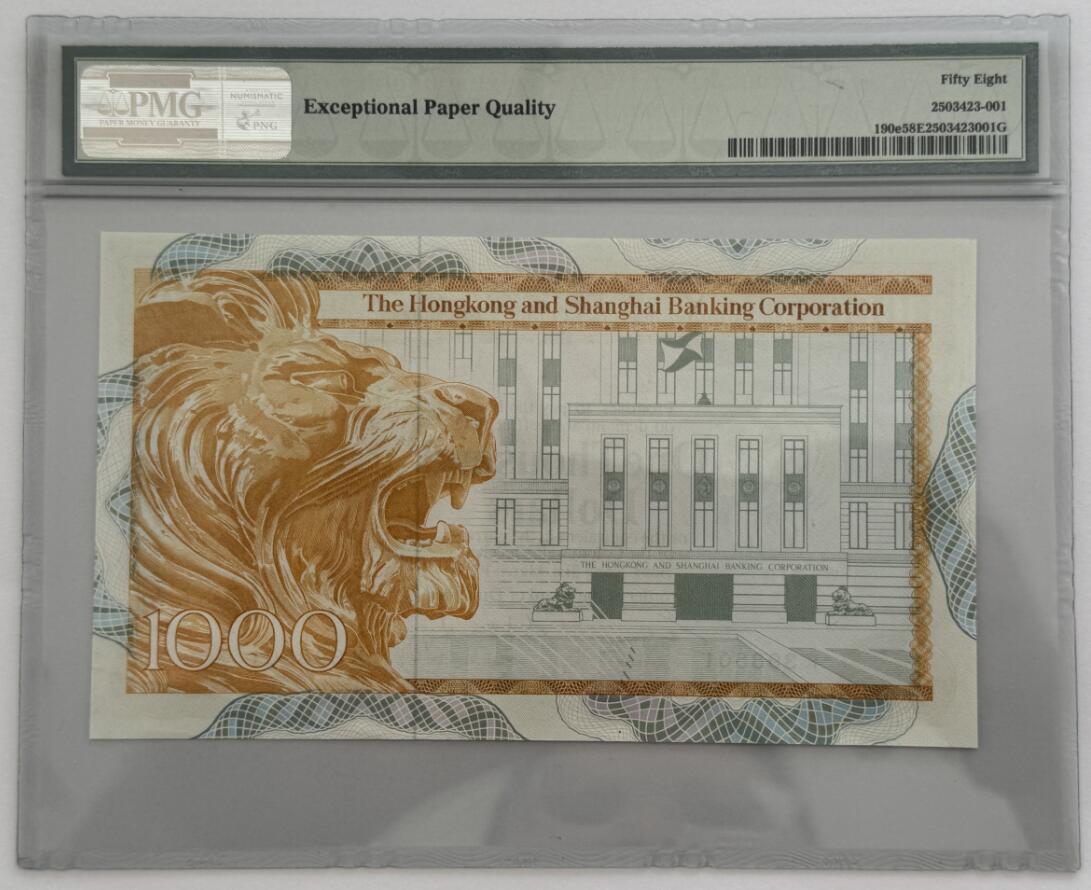 PMG
PAPER MONEY GUARANTY
NUMISMATIC
PNG
Exceptional Paper Quality
Fifty Eight
2503423-001
190e58E2503423001G
The Hongkong and Shanghai Banking Corporation
THE HONGKONG AND SHANGHAI BANKING CORPORATION
1000